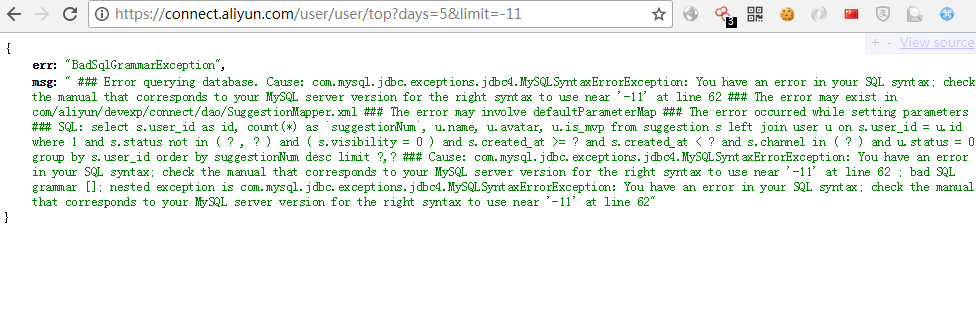 https://connect.aliyun.com/user/user/top?days=5&limit=-11
3
+ - View source
{
err: "BadSqlGrammarException",
msg: " ### Error querying database. Cause: com.mysql.jdbc.exceptions.jdbc4.MySQLSyntaxErrorException: You have an error in your SQL syntax; check
the manual that corresponds to your MySQL server version for the right syntax to use near '-11' at line 62 ### The error may exist in
com/aliyun/devexp/connect/dao/SuggestionMapper.xml ### The error may involve defaultParameterMap ### The error occurred while setting parameters
### SQL: select s.user_id as id, count(*) as `suggestionNum`, u.name, u.avatar, u.is_mvp from suggestion s left join user u on s.user_id = u.id
where 1 and s.status not in ( ? , ? ) and ( s.visibility = 0 ) and s.created_at >= ? and s.created_at < ? and s.channel in ( ? ) and u.status = 0
group by s.user_id order by suggestionNum desc limit ?,? ### Cause: com.mysql.jdbc.exceptions.jdbc4.MySQLSyntaxErrorException: You have an error
in your SQL syntax; check the manual that corresponds to your MySQL server version for the right syntax to use near '-11' at line 62 ; bad SQL
grammar []; nested exception is com.mysql.jdbc.exceptions.jdbc4.MySQLSyntaxErrorException: You have an error in your SQL syntax; check the manual
that corresponds to your MySQL server version for the right syntax to use near '-11' at line 62"
}